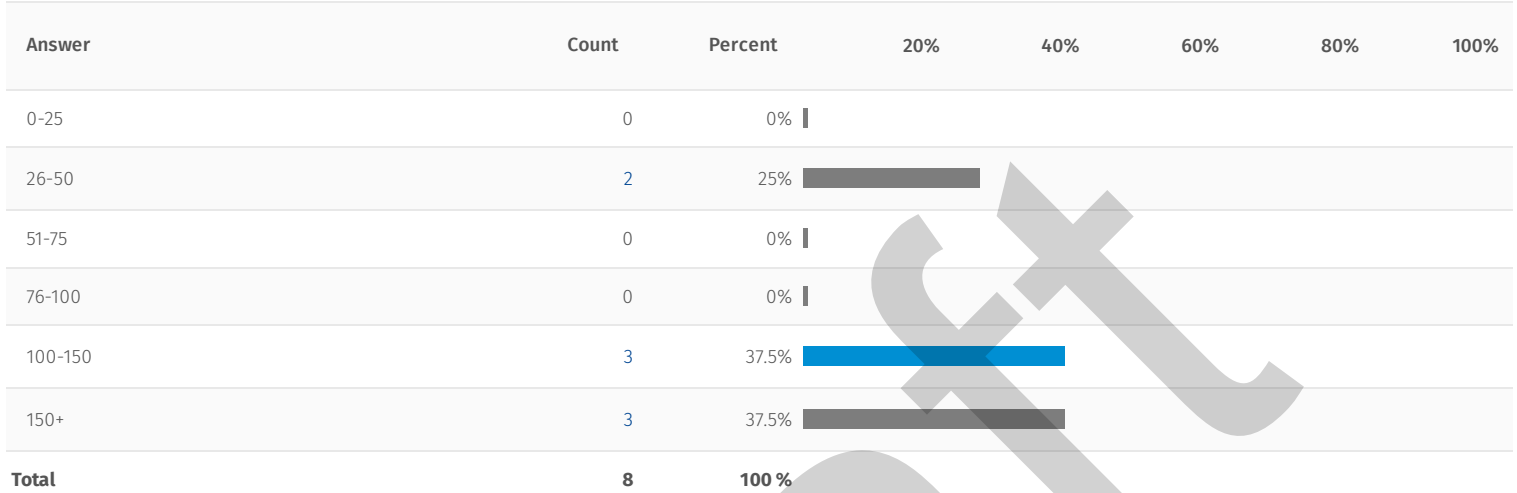 Answer Count Percent 20% 40% 60% 80% 100%
0-25 0 0%
26-50 2 25%
51-75 0 0%
76-100 0 0%
100-150 3 37.5%
150+ 3 37.5%
Total 8 100 %
ft